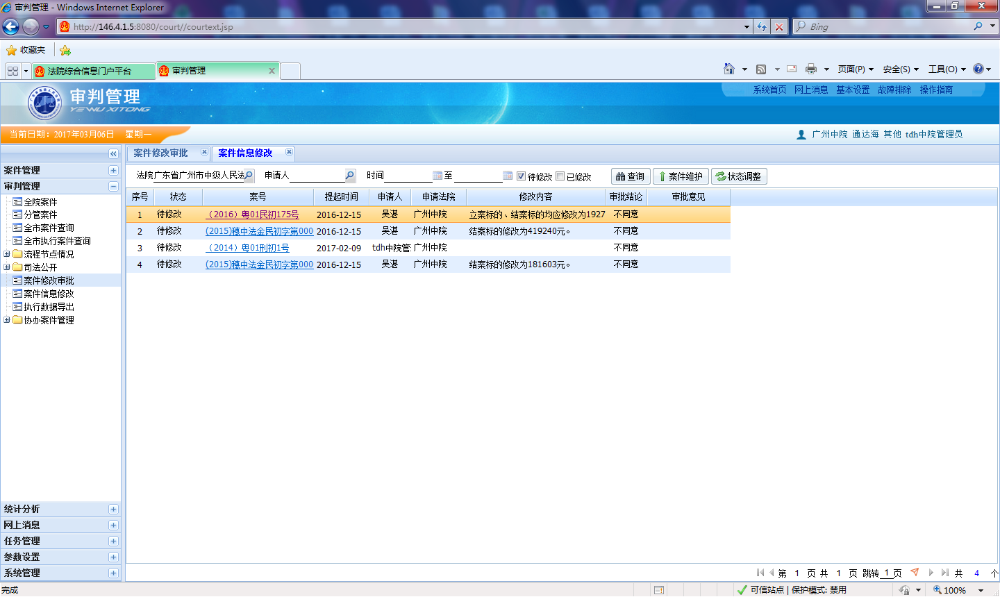 审判管理 - Windows Internet Explorer
http://146.4.1.5:8080/court//courtext.jsp
Bing
收藏夹
法院综合信息门户平台
审判管理
页面(P) 安全(S) 工具(O)
审判管理
YEWU XITONG
系统首页 网上消息 基本设置 故障排除 操作指南
当前日期：2017年03月06日 星期一
广州中院 通达海 其他 tdh中院管理员
案件管理
审判管理
全院案件
分管案件
全市案件查询
全市执行案件查询
流程节点情况
司法公开
案件修改审批
案件信息修改
执行数据导出
协办案件管理
统计分析
网上消息
任务管理
参数设置
系统管理
案件修改审批 案件信息修改
法院 广东省广州市中级人民法 申请人 时间 至 待修改 已修改 查询 案件维护 状态调整
序号 状态 案号 提起时间 申请人 申请法院 修改内容 审批结论 审批意见
1 待修改 （2016）粤01民初175号 2016-12-15 吴湛 广州中院 立案标的、结案标的均应修改为1927 不同意
2 待修改 (2015)穗中法金民初字第000 2016-12-15 吴湛 广州中院 结案标的修改为419240元。 不同意
3 待修改 （2014）粤01刑初1号 2017-02-09 tdh中院管 广州中院 不同意
4 待修改 (2015)穗中法金民初字第000 2016-12-15 吴湛 广州中院 结案标的修改为181603元。 不同意
第 1 页 共 1 页 跳转 1 页 共 4 个
完成
可信站点 | 保护模式: 禁用
100%